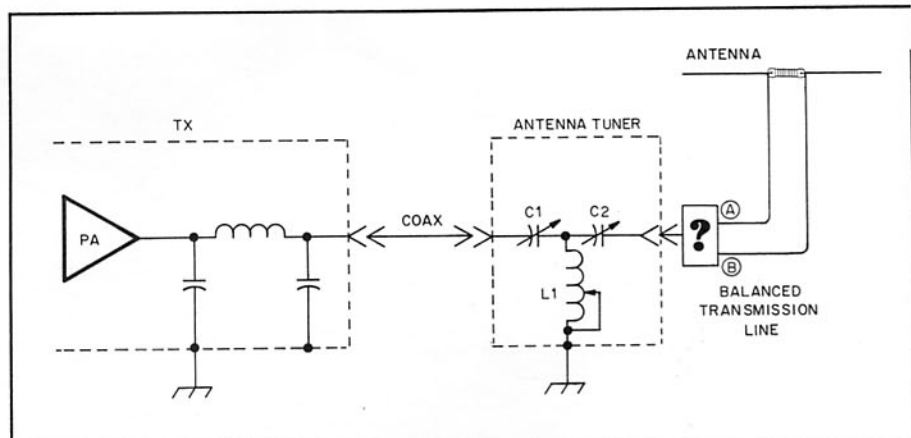 ANTENNA
TX
ANTENNA TUNER
PA
COAX
C1
C2
L1
?
A
B
BALANCED
TRANSMISSION
LINE